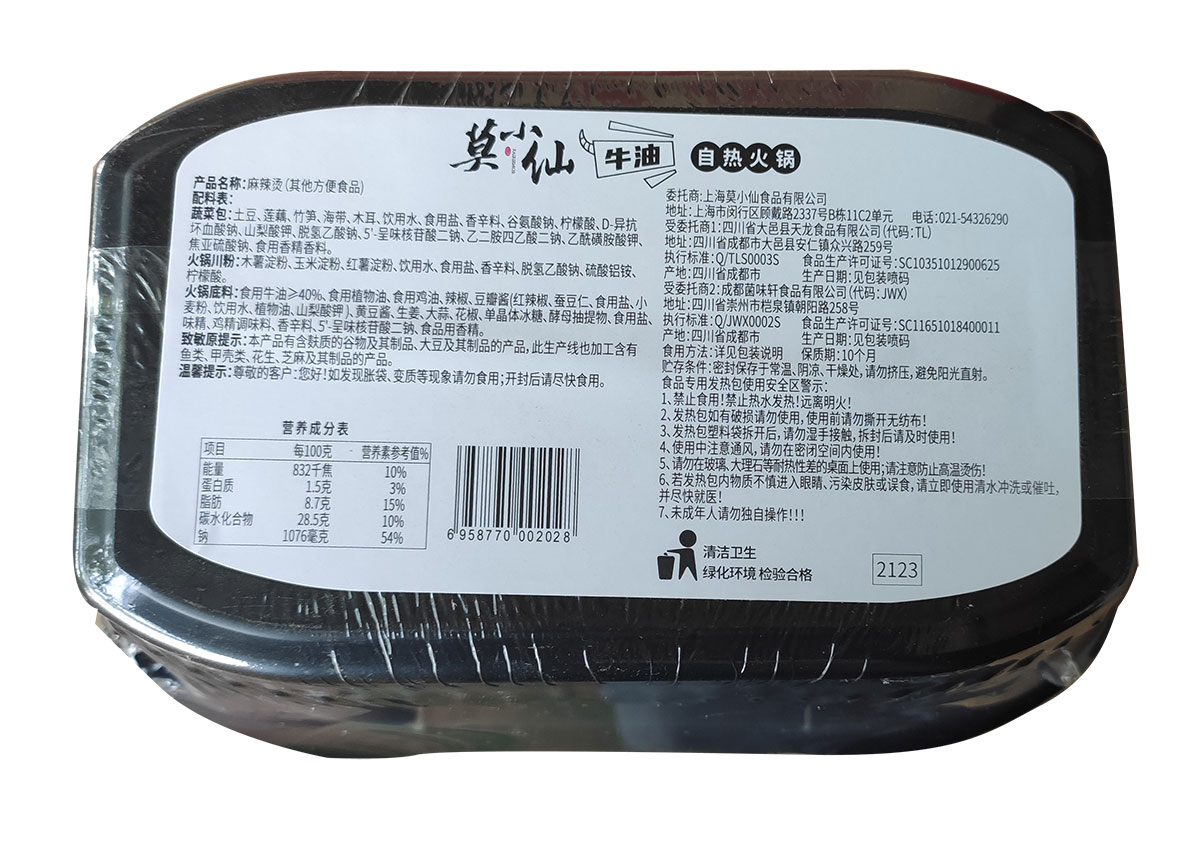 莫小仙 牛油 自热火锅
产品名称:麻辣烫(其他方便食品)
配料表:
蔬菜包:土豆、莲藕、竹笋、海带、木耳、饮用水、食用盐、香辛料、谷氨酸钠、柠檬酸、D-异抗
坏血酸钠、山梨酸钾、脱氢乙酸钠、5'-呈味核苷酸二钠、乙二胺四乙酸二钠、乙酰磺胺酸钾、
焦亚硫酸钠、食用香精香料。
火锅川粉:木薯淀粉、玉米淀粉、红薯淀粉、饮用水、食用盐、香辛料、脱氢乙酸钠、硫酸铝铵、
柠檬酸。
火锅底料:食用牛油≥40%、食用植物油、食用鸡油、辣椒、豆瓣酱(红辣椒、蚕豆仁、食用盐、小
麦粉、饮用水、植物油、山梨酸钾)、黄豆酱、生姜、大蒜、花椒、单晶体冰糖、酵母抽提物、食用盐、
味精、鸡精调味料、香辛料、5'-呈味核苷酸二钠、食品用香精。
致敏原提示:本产品有含麸质的谷物及其制品、大豆及其制品的产品,此生产线也加工含有
鱼类、甲壳类、花生、芝麻及其制品的产品。
温馨提示:尊敬的客户:您好!如发现胀袋、变质等现象请勿食用;开封后请尽快食用。
营养成分表
项目 每100克 营养素参考值%
能量 832千焦 10%
蛋白质 1.5克 3%
脂肪 8.7克 15%
碳水化合物 28.5克 10%
钠 1076毫克 54%
6 958770 002028
委托商:上海莫小仙食品有限公司
地址:上海市闵行区顾戴路2337号B栋11C2单元 电话:021-54326290
受委托商1:四川省大邑县天龙食品有限公司(代码:TL)
地址:四川省成都市大邑县安仁镇众兴路259号
执行标准:Q/TLS0003S 食品生产许可证号:SC10351012900625
产地:四川省成都市 生产日期:见包装喷码
受委托商2:成都菌味轩食品有限公司(代码:JWX)
地址:四川省崇州市桤泉镇朝阳路258号
执行标准:Q/JWX0002S 食品生产许可证号:SC11651018400011
产地:四川省成都市 生产日期:见包装喷码
食用方法:详见包装说明 保质期:10个月
贮存条件:密封保存于常温、阴凉、干燥处,请勿挤压,避免阳光直射。
食品专用发热包使用安全区警示:
1、禁止食用!禁止热水发热!远离明火!
2、发热包如有破损请勿使用,使用前请勿撕开无纺布!
3、发热包塑料袋拆开后,请勿湿手接触,拆封后请及时使用!
4、使用中注意通风,请勿在密闭空间内使用!
5、请勿在玻璃、大理石等耐热性差的桌面上使用;请注意防止高温烫伤!
6、若发热包内物质不慎进入眼睛、污染皮肤或误食,请立即使用清水冲洗或催吐,
并尽快就医!
7、未成年人请勿独自操作!!!
清洁卫生
绿化环境 检验合格
2123